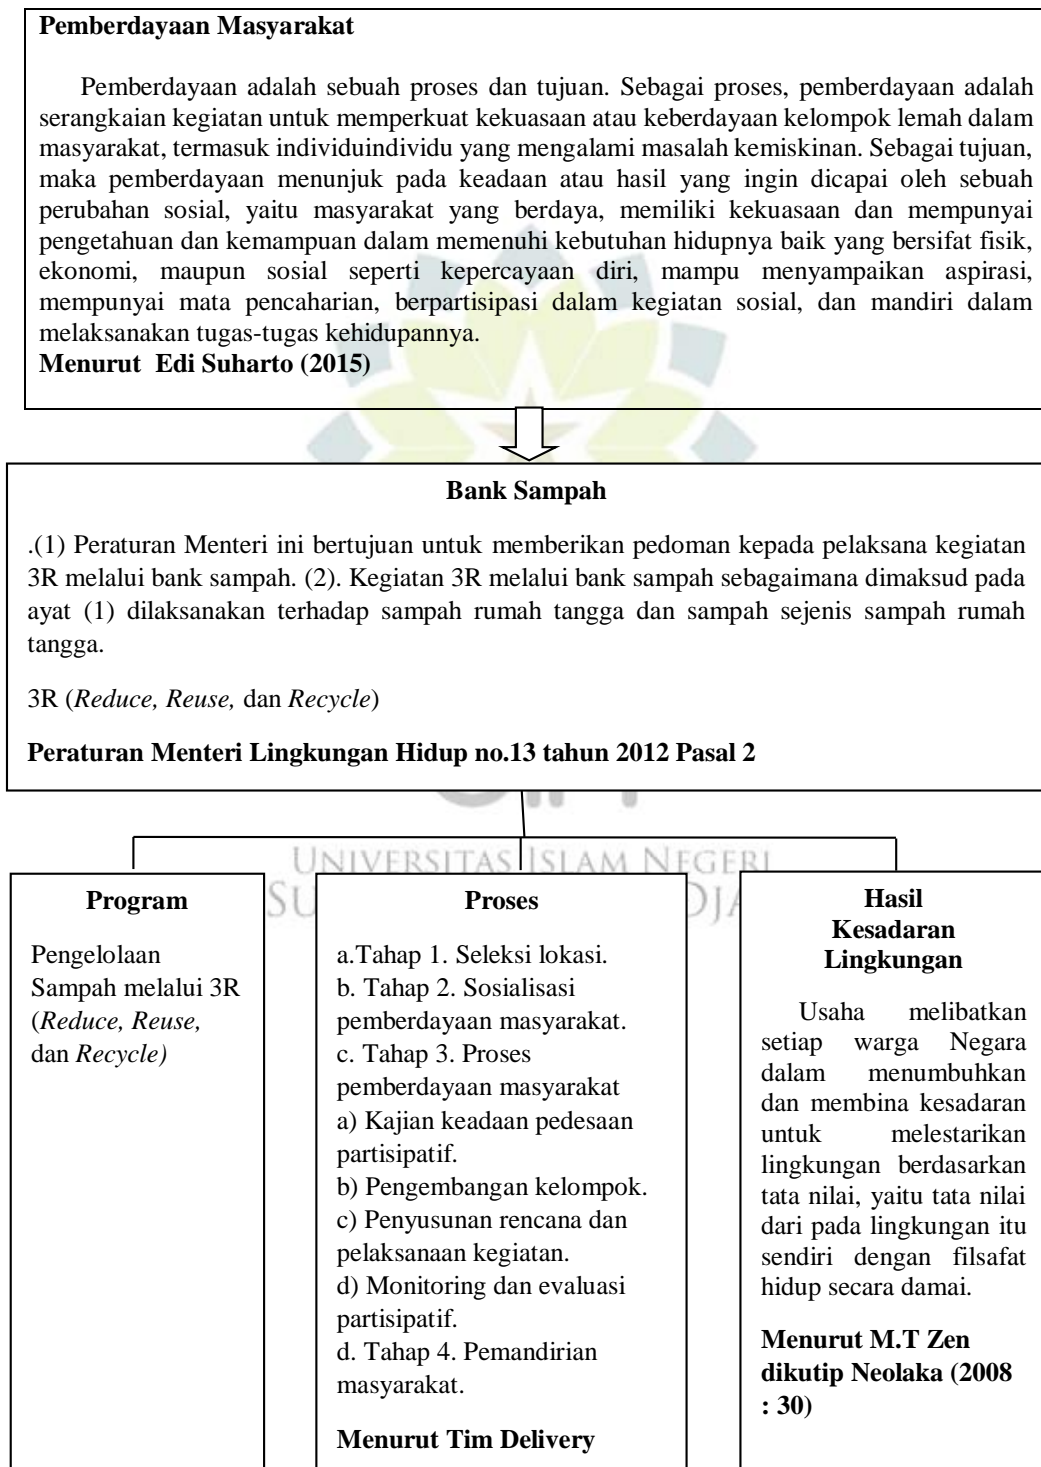 Pemberdayaan Masyarakat
Pemberdayaan adalah sebuah proses dan tujuan. Sebagai proses, pemberdayaan adalah
serangkaian kegiatan untuk memperkuat kekuasaan atau keberdayaan kelompok lemah dalam
masyarakat, termasuk individuindividu yang mengalami masalah kemiskinan. Sebagai tujuan,
maka pemberdayaan menunjuk pada keadaan atau hasil yang ingin dicapai oleh sebuah
perubahan sosial, yaitu masyarakat yang berdaya, memiliki kekuasaan dan mempunyai
pengetahuan dan kemampuan dalam memenuhi kebutuhan hidupnya baik yang bersifat fisik,
ekonomi, maupun sosial seperti kepercayaan diri, mampu menyampaikan aspirasi,
mempunyai mata pencaharian, berpartisipasi dalam kegiatan sosial, dan mandiri dalam
melaksanakan tugas-tugas kehidupannya.
Menurut Edi Suharto (2015)
Bank Sampah
.(1) Peraturan Menteri ini bertujuan untuk memberikan pedoman kepada pelaksana kegiatan
3R melalui bank sampah. (2). Kegiatan 3R melalui bank sampah sebagaimana dimaksud pada
ayat (1) dilaksanakan terhadap sampah rumah tangga dan sampah sejenis sampah rumah
tangga.
3R (Reduce, Reuse, dan Recycle)
Peraturan Menteri Lingkungan Hidup no.13 tahun 2012 Pasal 2
UNIVERSITAS ISLAM NEGERI
Program
Pengelolaan
Sampah melalui 3R
(Reduce, Reuse,
dan Recycle)
Proses
a.Tahap 1. Seleksi lokasi.
b. Tahap 2. Sosialisasi
pemberdayaan masyarakat.
c. Tahap 3. Proses
pemberdayaan masyarakat
a) Kajian keadaan pedesaan
partisipatif.
b) Pengembangan kelompok.
c) Penyusunan rencana dan
pelaksanaan kegiatan.
d) Monitoring dan evaluasi
partisipatif.
d. Tahap 4. Pemandirian
masyarakat.
Menurut Tim Delivery
Hasil
Kesadaran
Lingkungan
Usaha melibatkan
setiap warga Negara
dalam menumbuhkan
dan membina kesadaran
untuk melestarikan
lingkungan berdasarkan
tata nilai, yaitu tata nilai
dari pada lingkungan itu
sendiri dengan filsafat
hidup secara damai.
Menurut M.T Zen
dikutip Neolaka (2008
: 30)